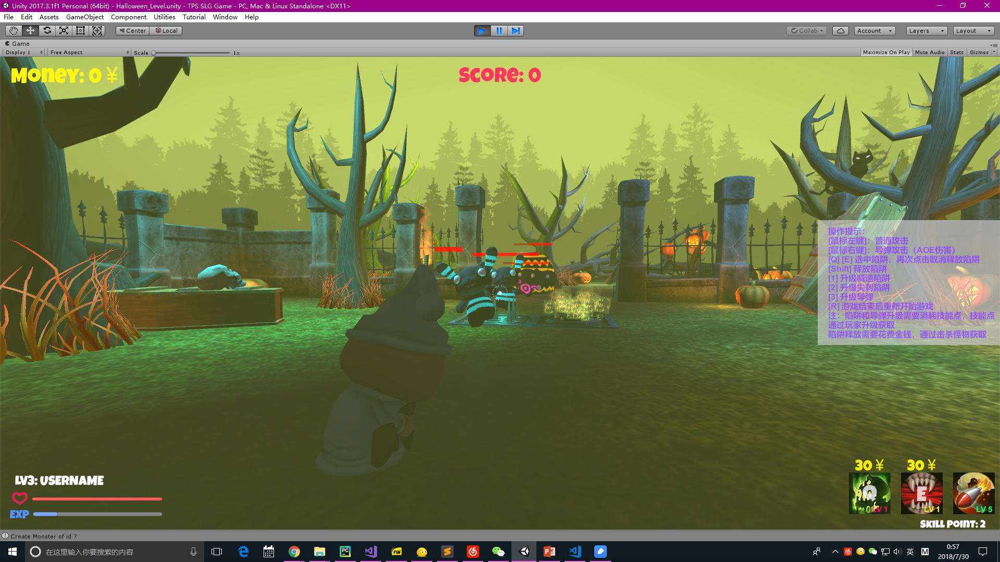 Unity 2017.3.1f1 Personal (64bit) - Halloween_Level.unity - TPS SLG Game - PC, Mac & Linux Standalone <DX11>
File Edit Assets GameObject Component Utilities Tutorial Window Help
Center Local Collab Account Layers Layout
Game
Display 1 Free Aspect Scale 1x Maximize On Play Mute Audio Stats Gizmos
Money: 0 ¥
Score: 0
操作提示：
[鼠标左键]：普通攻击
[鼠标右键]：导弹攻击（AOE伤害）
[Q] [E] 选中陷阱，再次点击取消释放陷阱
[Shift] 释放陷阱
[1] 升级减速陷阱
[2] 升级尖刺陷阱
[3] 升级导弹
[R] 游戏结束后重新开始游戏
注：陷阱和导弹升级需要消耗技能点，技能点
通过玩家升级获取
陷阱释放需要花费金钱，通过击杀怪物获取
30 ¥ 30 ¥
LV3: USERNAME
Q E
EXP
0 LV 1 LV 1 LV 5
SKILL POINT: 2
Create Monster of id 7
在这里输入你要搜索的内容
PC PDF 英 M
0:57
2018/7/30